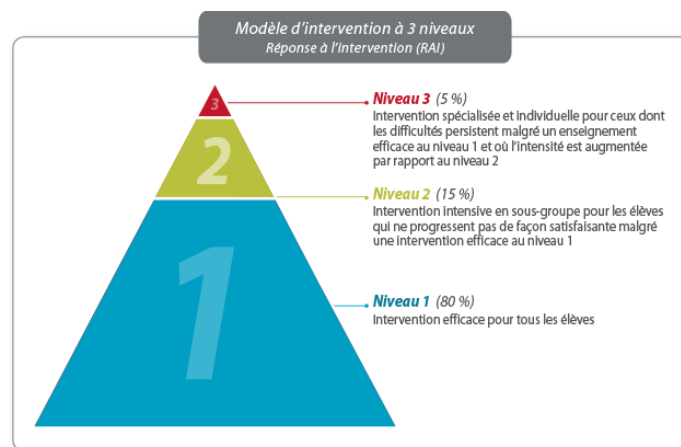 Modèle d'intervention à 3 niveaux
Réponse à l'intervention (RAI)
3
Niveau 3 (5 %)
Intervention spécialisée et individuelle pour ceux dont
les difficultés persistent malgré un enseignement
efficace au niveau 1 et où l'intensité est augmentée
par rapport au niveau 2
2
Niveau 2 (15 %)
Intervention intensive en sous-groupe pour les élèves
qui ne progressent pas de façon satisfaisante malgré
une intervention efficace au niveau 1
1
Niveau 1 (80 %)
Intervention efficace pour tous les élèves